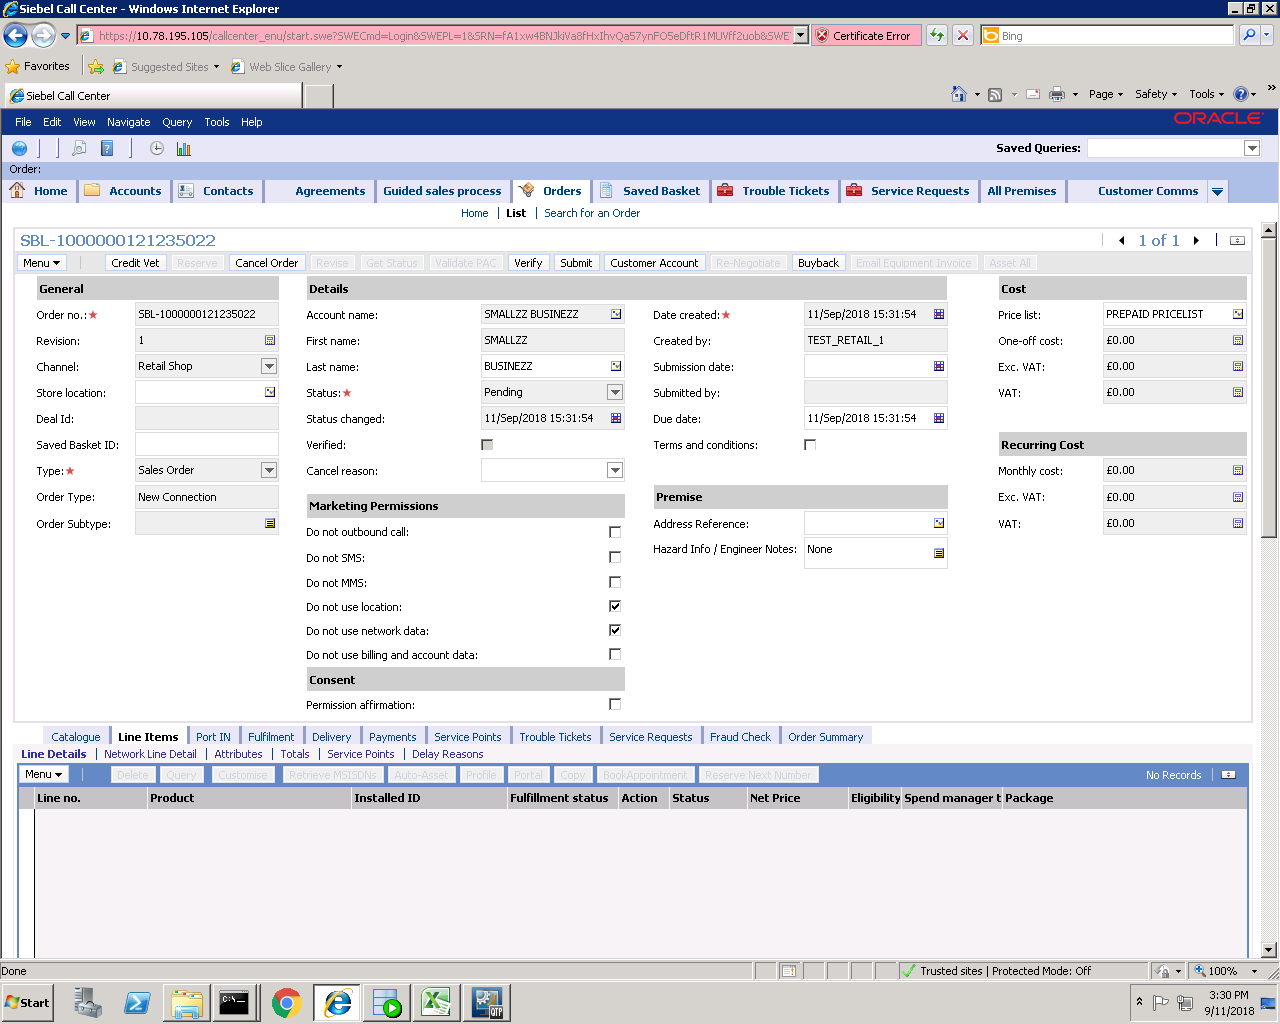 Siebel Call Center - Windows Internet Explorer
https://10.78.195.105/callcenter_enu/start.swe?SWECmd=Login&SWEPL=1&SRN=fA1xw4BNJkiVa8fHxIhvQa57ynFO5eDftR1MUVff2uob&SWE
Certificate Error
Bing
Favorites Suggested Sites Web Slice Gallery
Siebel Call Center
Page Safety Tools
File Edit View Navigate Query Tools Help
ORACLE
Saved Queries:
Order:
Home Accounts Contacts Agreements Guided sales process Orders Saved Basket Trouble Tickets Service Requests All Premises Customer Comms
Home List Search for an Order
SBL-1000000121235022
1 of 1
Menu Credit Vet Reserve Cancel Order Revise Get Status Validate PAC Verify Submit Customer Account Re-Negotiate Buyback Email Equipment Invoice Asset All
General Details Cost
Order no.: SBL-1000000121235022 Account name: SMALLZZ BUSINEZZ Date created: 11/Sep/2018 15:31:54 Price list: PREPAID PRICELIST
Revision: 1 First name: SMALLZZ Created by: TEST_RETAIL_1 One-off cost: £0.00
Channel: Retail Shop Last name: BUSINEZZ Submission date: Exc. VAT: £0.00
Store location: Status: Pending Submitted by: VAT: £0.00
Deal Id: Status changed: 11/Sep/2018 15:31:54 Due date: 11/Sep/2018 15:31:54
Saved Basket ID: Verified: Terms and conditions: Recurring Cost
Type: Sales Order Cancel reason: Monthly cost: £0.00
Order Type: New Connection Marketing Permissions Premise Exc. VAT: £0.00
Order Subtype: Do not outbound call: Address Reference: VAT: £0.00
Do not SMS: Hazard Info / Engineer Notes: None
Do not MMS:
Do not use location:
Do not use network data:
Do not use billing and account data:
Consent
Permission affirmation:
Catalogue Line Items Port IN Fulfilment Delivery Payments Service Points Trouble Tickets Service Requests Fraud Check Order Summary
Line Details Network Line Detail Attributes Totals Service Points Delay Reasons
Menu Delete Query Customise Retrieve MSISDNs Auto-Asset Profile Portal Copy BookAppointment Reserve Next Number No Records
Line no. Product Installed ID Fulfillment status Action Status Net Price Eligibility Spend manager t Package
Done Trusted sites | Protected Mode: Off 100%
Start C:\ QTP 3:30 PM
9/11/2018